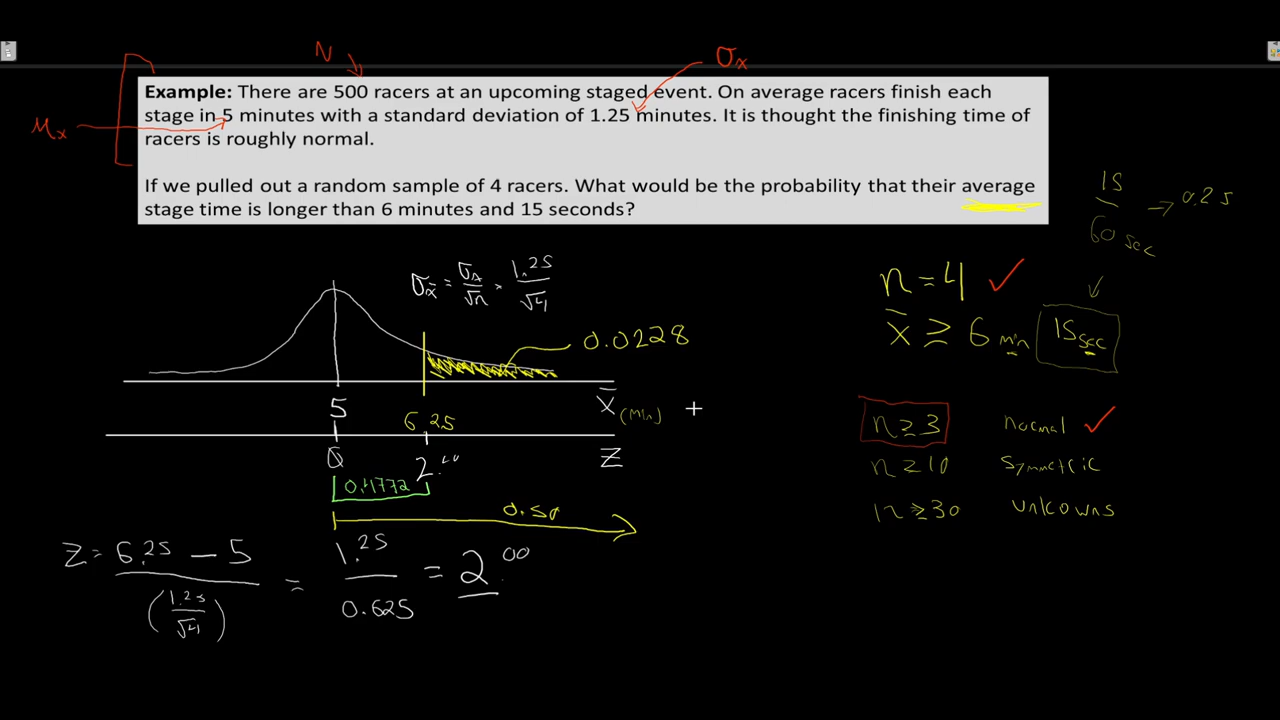 N
σx
Example: There are 500 racers at an upcoming staged event. On average racers finish each
stage in 5 minutes with a standard deviation of 1.25 minutes. It is thought the finishing time of
racers is roughly normal.
μx
If we pulled out a random sample of 4 racers. What would be the probability that their average
stage time is longer than 6 minutes and 15 seconds?
15/60 sec → 0.25
σx̄ = σx/√n = 1.25/√4
n = 4 ✓
x̄ ≥ 6 min 15 sec
0.0228
5
x̄ (min)
6.25
0
2.00
Z
n ≥ 3 normal ✓
n ≥ 10 symmetric
n ≥ 30 unkowns
0.4772
0.50
Z = 6.25 − 5 / (1.25/√4) = 1.25/0.625 = 2.00